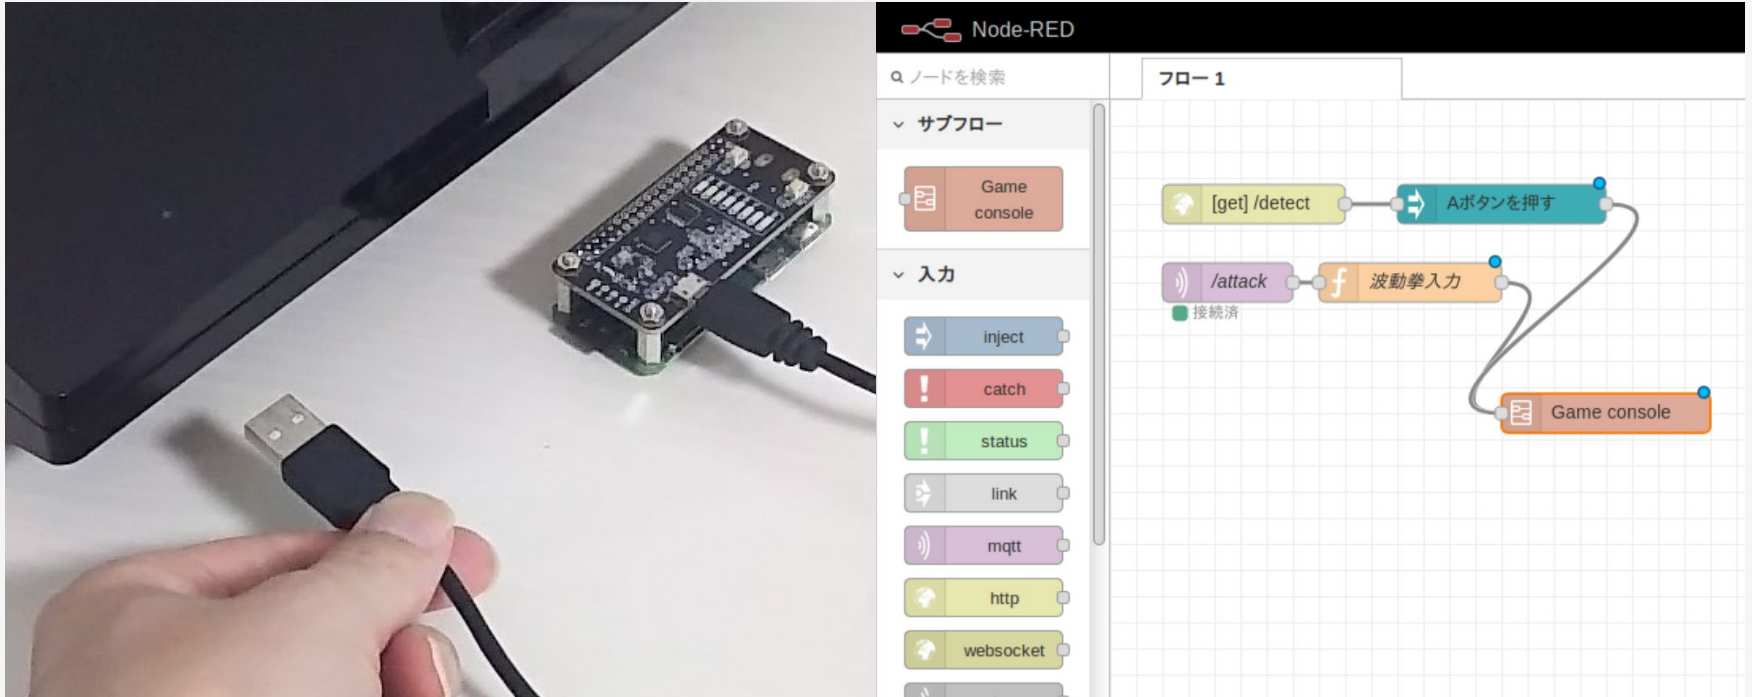 Node-RED
ノードを検索
フロー 1
サブフロー
Game
console
入力
inject
catch
status
link
mqtt
http
websocket
[get] /detect
Aボタンを押す
/attack
波動拳入力
接続済
Game console